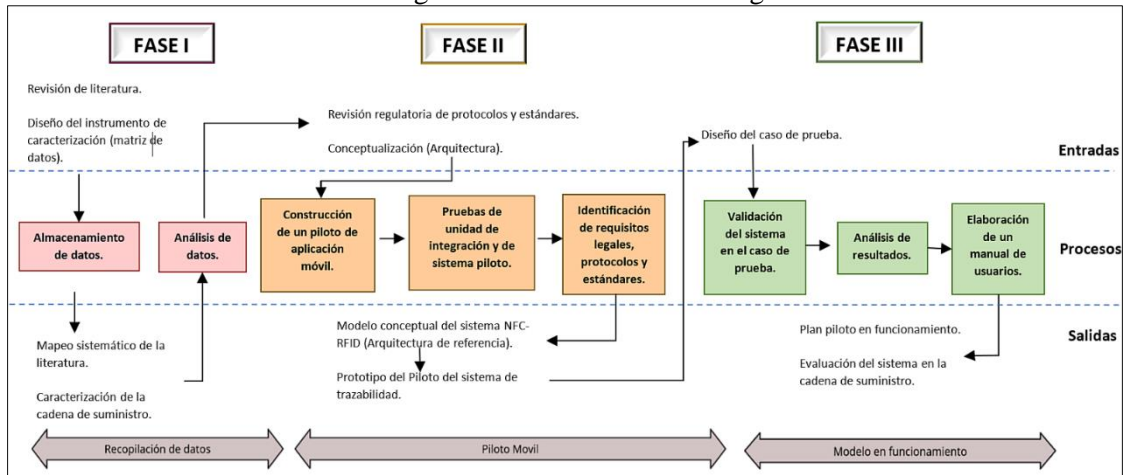 FASE I
FASE II
FASE III
Revisión de literatura.
Diseño del instrumento de
caracterización (matriz de
datos).
Revisión regulatoria de protocolos y estándares.
Conceptualización (Arquitectura).
Diseño del caso de prueba.
Entradas
Almacenamiento
de datos.
Análisis de
datos.
Construcción
de un piloto de
aplicación
móvil.
Pruebas de
unidad de
integración y de
sistema piloto.
Identificación
de requisitos
legales,
protocolos y
estándares.
Validación
del sistema
en el caso de
prueba.
Análisis de
resultados.
Elaboración
de un
manual de
usuarios.
Procesos
Mapeo sistemático de la
literatura.
Caracterización de la
cadena de suministro.
Modelo conceptual del sistema NFC-
RFID (Arquitectura de referencia).
Prototipo del Piloto del sistema de
trazabilidad.
Plan piloto en funcionamiento.
Evaluación del sistema en la
cadena de suministro.
Salidas
Recopilación de datos
Piloto Movil
Modelo en funcionamiento